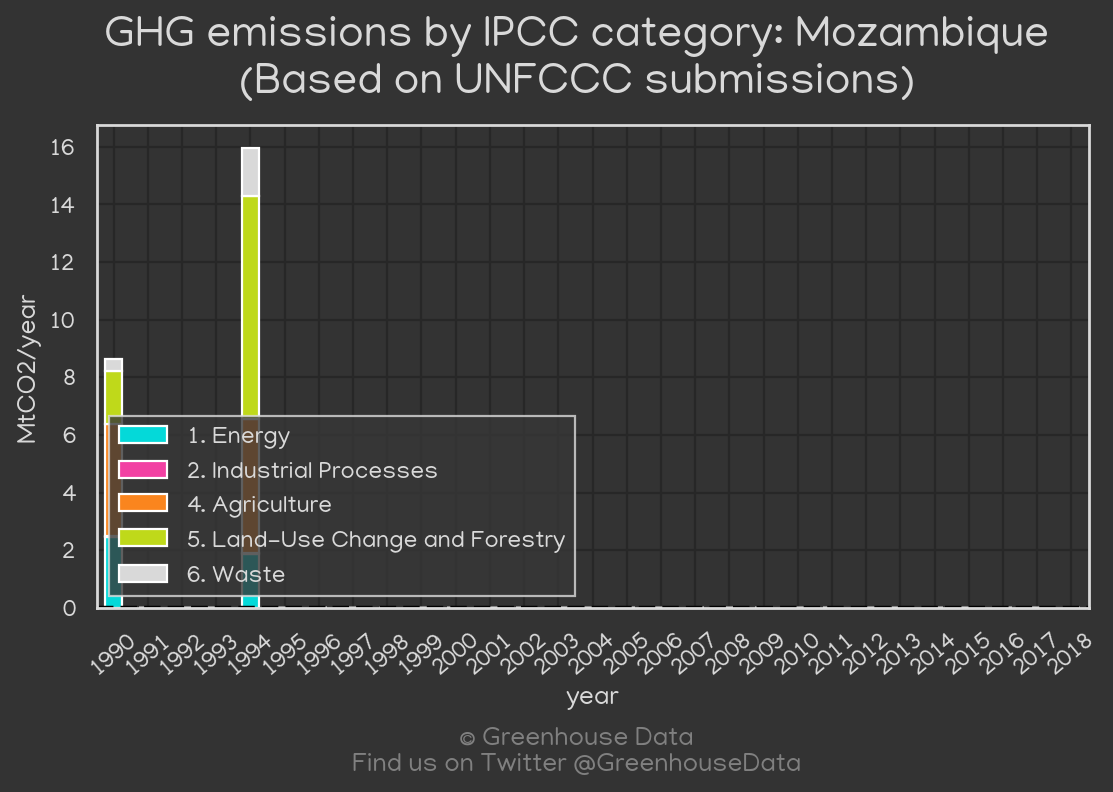 GHG emissions by IPCC category: Mozambique
(Based on UNFCCC submissions)
MtCO2/year
16
14
12
10
8
6
4
2
0
1. Energy
2. Industrial Processes
4. Agriculture
5. Land-Use Change and Forestry
6. Waste
1990 1991 1992 1993 1994 1995 1996 1997 1998 1999 2000 2001 2002 2003 2004 2005 2006 2007 2008 2009 2010 2011 2012 2013 2014 2015 2016 2017 2018
year
© Greenhouse Data
Find us on Twitter @GreenhouseData